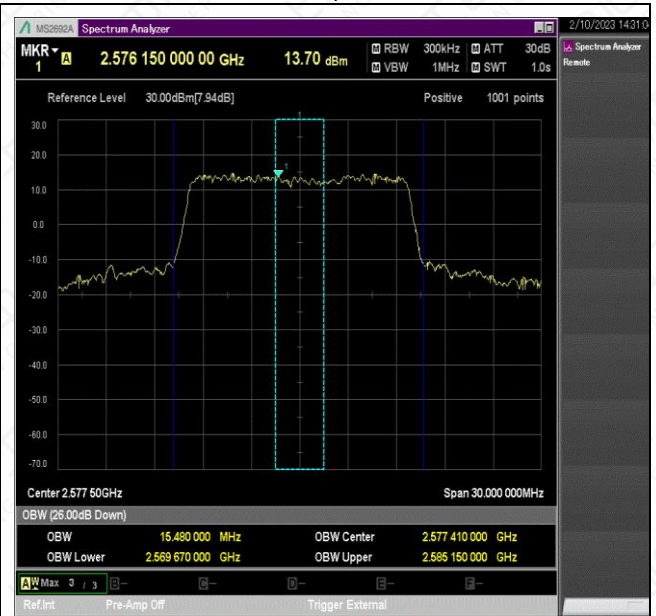 MS2692A Spectrum Analyzer
2/10/2023 14:31:0
MKR A 2.576 150 000 00 GHz 13.70 dBm M RBW 300kHz M ATT 30dB
1 M VBW 1MHz M SWT 1.0s
Spectrum Analyzer
Remote
Reference Level 30.00dBm[7.94dB] Positive 1001 points
1
30.0
20.0
1
10.0
0.0
-10.0
-20.0
-30.0
-40.0
-50.0
-60.0
-70.0
Center 2.577 50GHz Span 30.000 000MHz
OBW (26.00dB Down)
OBW 15.480 000 MHz OBW Center 2.577 410 000 GHz
OBW Lower 2.569 670 000 GHz OBW Upper 2.585 150 000 GHz
A W Max 3 / 3 B- C- D- E- F-
Ref.Int Pre-Amp Off Trigger External